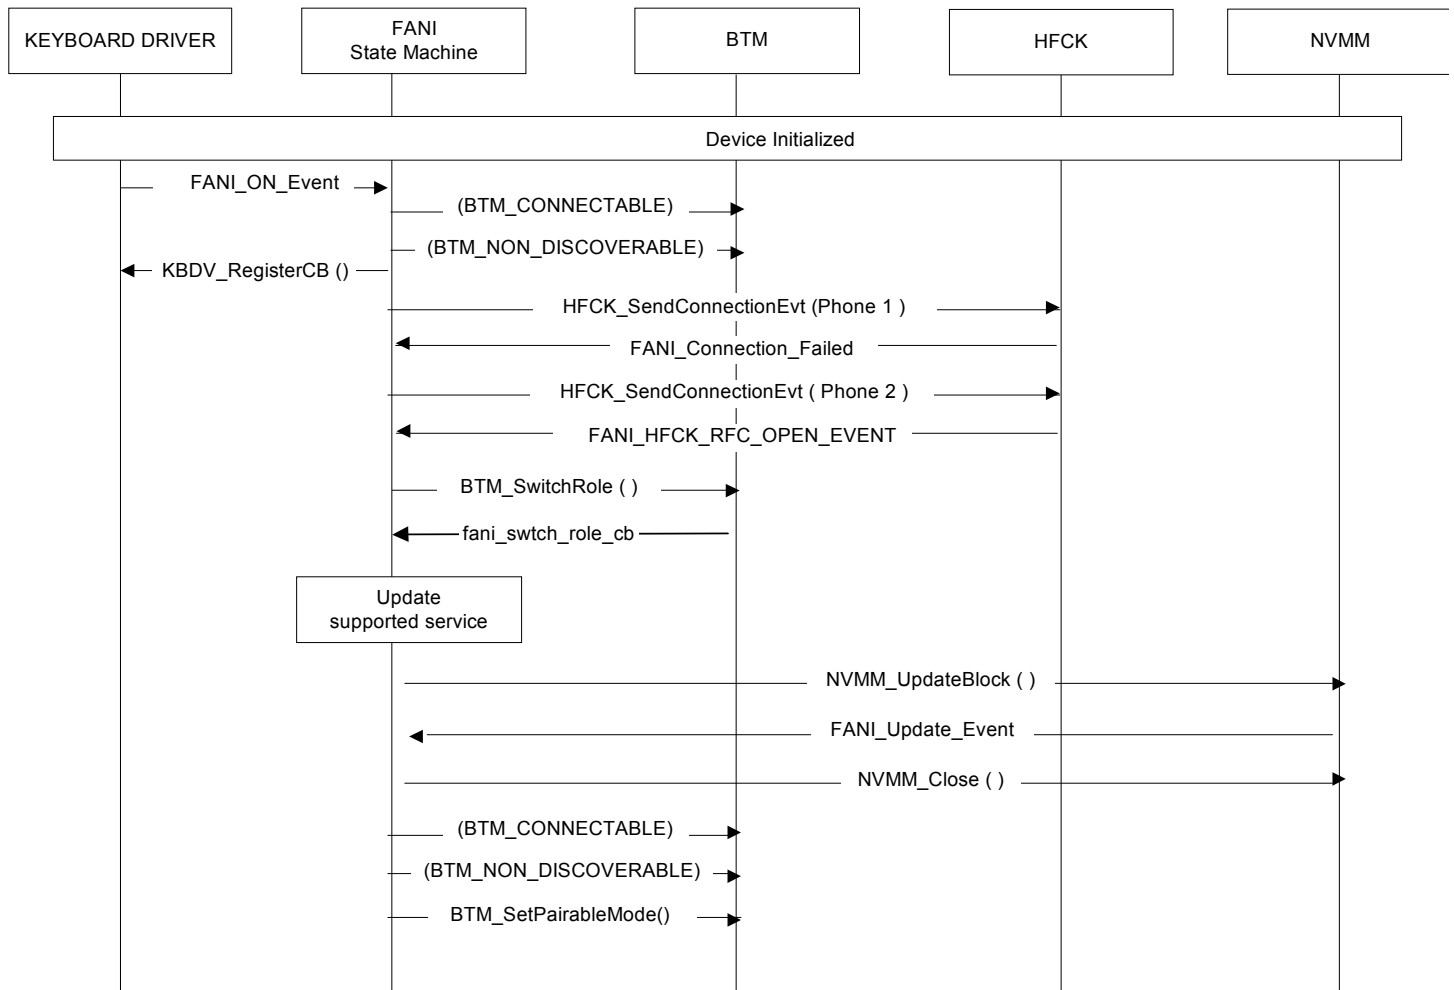 KEYBOARD DRIVER
FANI
State Machine
BTM
HFCK
NVMM
Device Initialized
FANI_ON_Event
(BTM_CONNECTABLE)
(BTM_NON_DISCOVERABLE)
KBDV_RegisterCB ()
HFCK_SendConnectionEvt (Phone 1 )
FANI_Connection_Failed
HFCK_SendConnectionEvt ( Phone 2 )
FANI_HFCK_RFC_OPEN_EVENT
BTM_SwitchRole ( )
fani_swtch_role_cb
Update
supported service
NVMM_UpdateBlock ( )
FANI_Update_Event
NVMM_Close ( )
(BTM_CONNECTABLE)
(BTM_NON_DISCOVERABLE)
BTM_SetPairableMode()